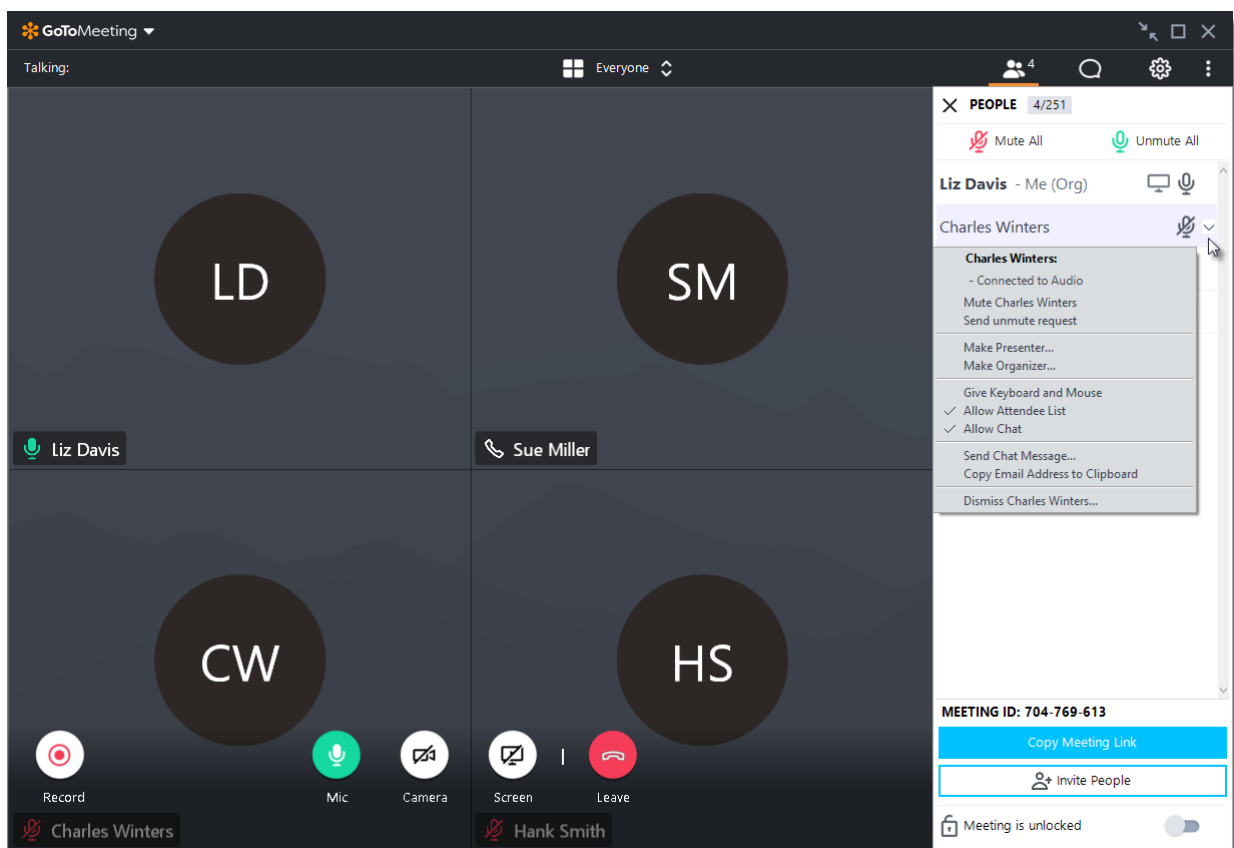 GoToMeeting
Talking:
Everyone
4
PEOPLE 4/251
Mute All
Unmute All
Liz Davis - Me (Org)
Charles Winters
Charles Winters:
- Connected to Audio
Mute Charles Winters
Send unmute request
Make Presenter...
Make Organizer...
Give Keyboard and Mouse
Allow Attendee List
Allow Chat
Send Chat Message...
Copy Email Address to Clipboard
Dismiss Charles Winters...
LD
Liz Davis
SM
Sue Miller
CW
HS
Record
Mic
Camera
Screen
Leave
Charles Winters
Hank Smith
MEETING ID: 704-769-613
Copy Meeting Link
Invite People
Meeting is unlocked